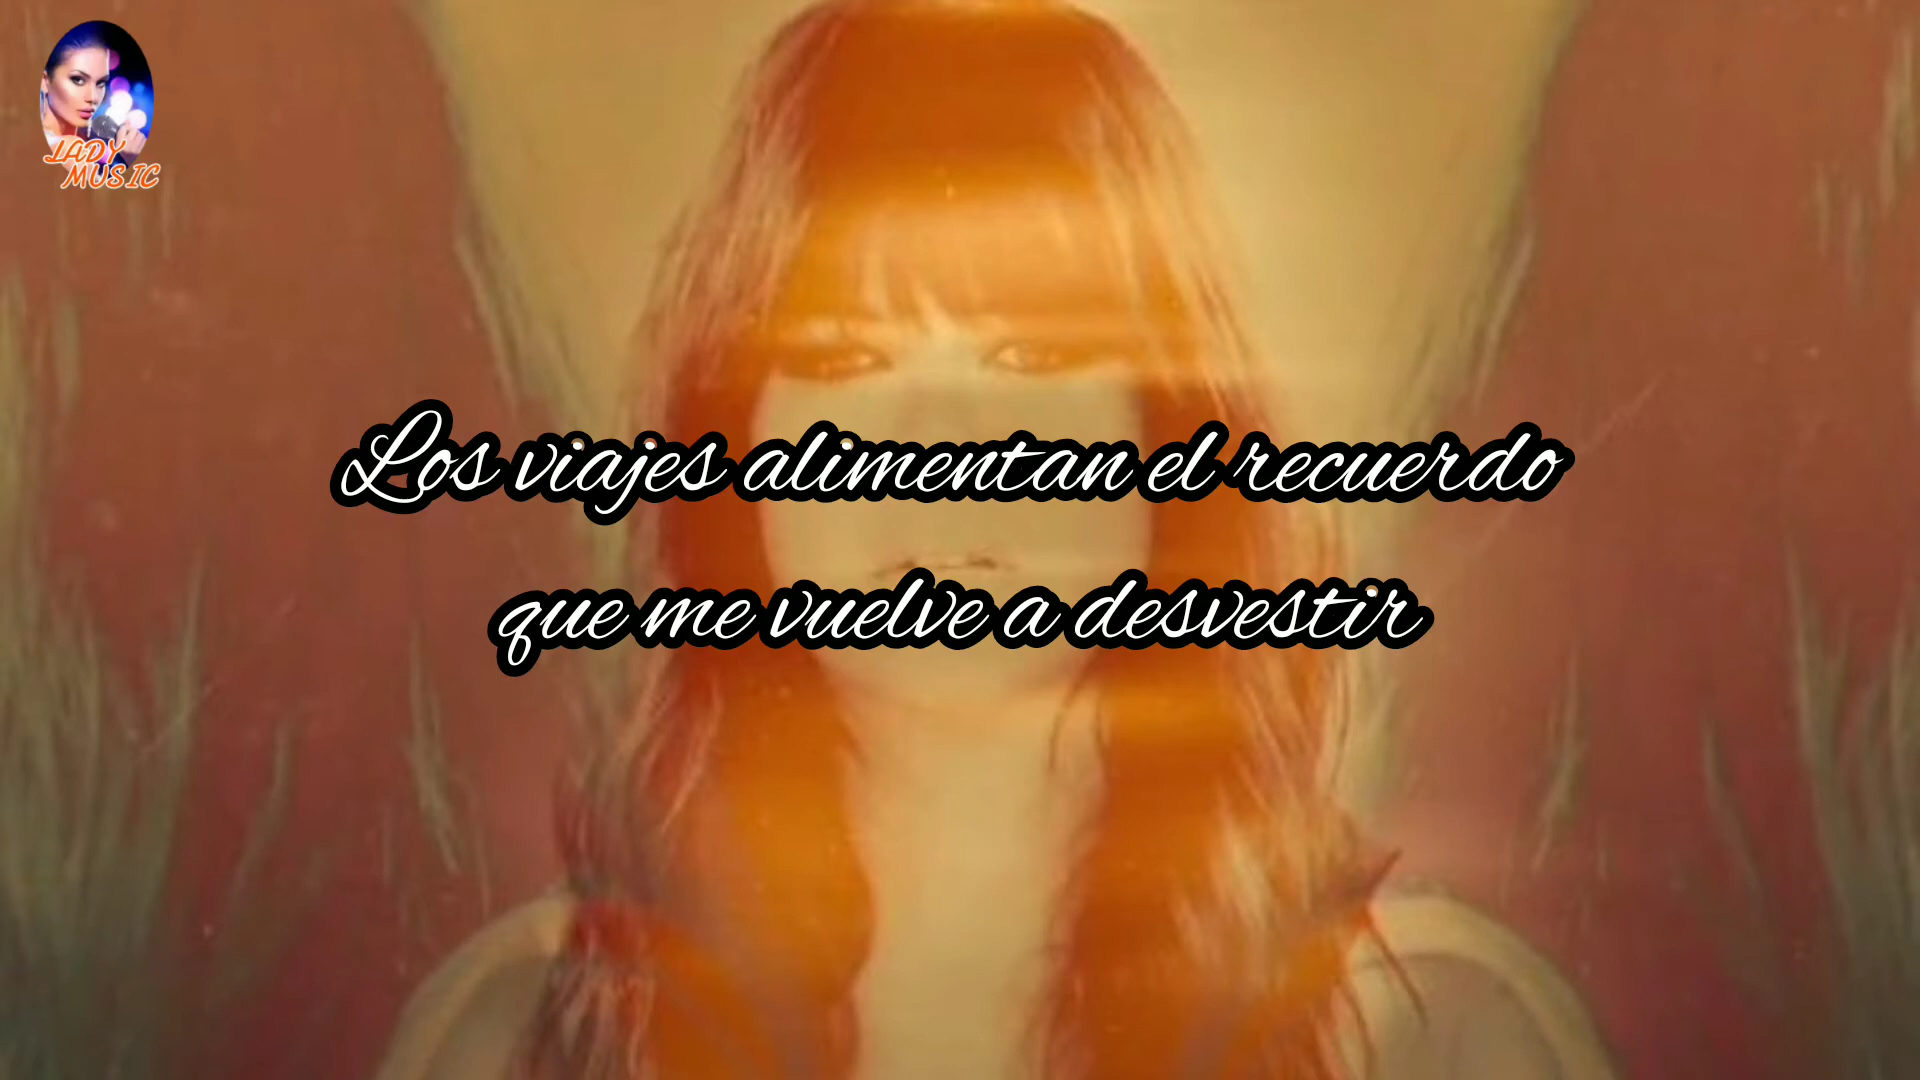 LADY
MUSIC
Los viajes alimentan el recuerdo
que me vuelve a desvestir